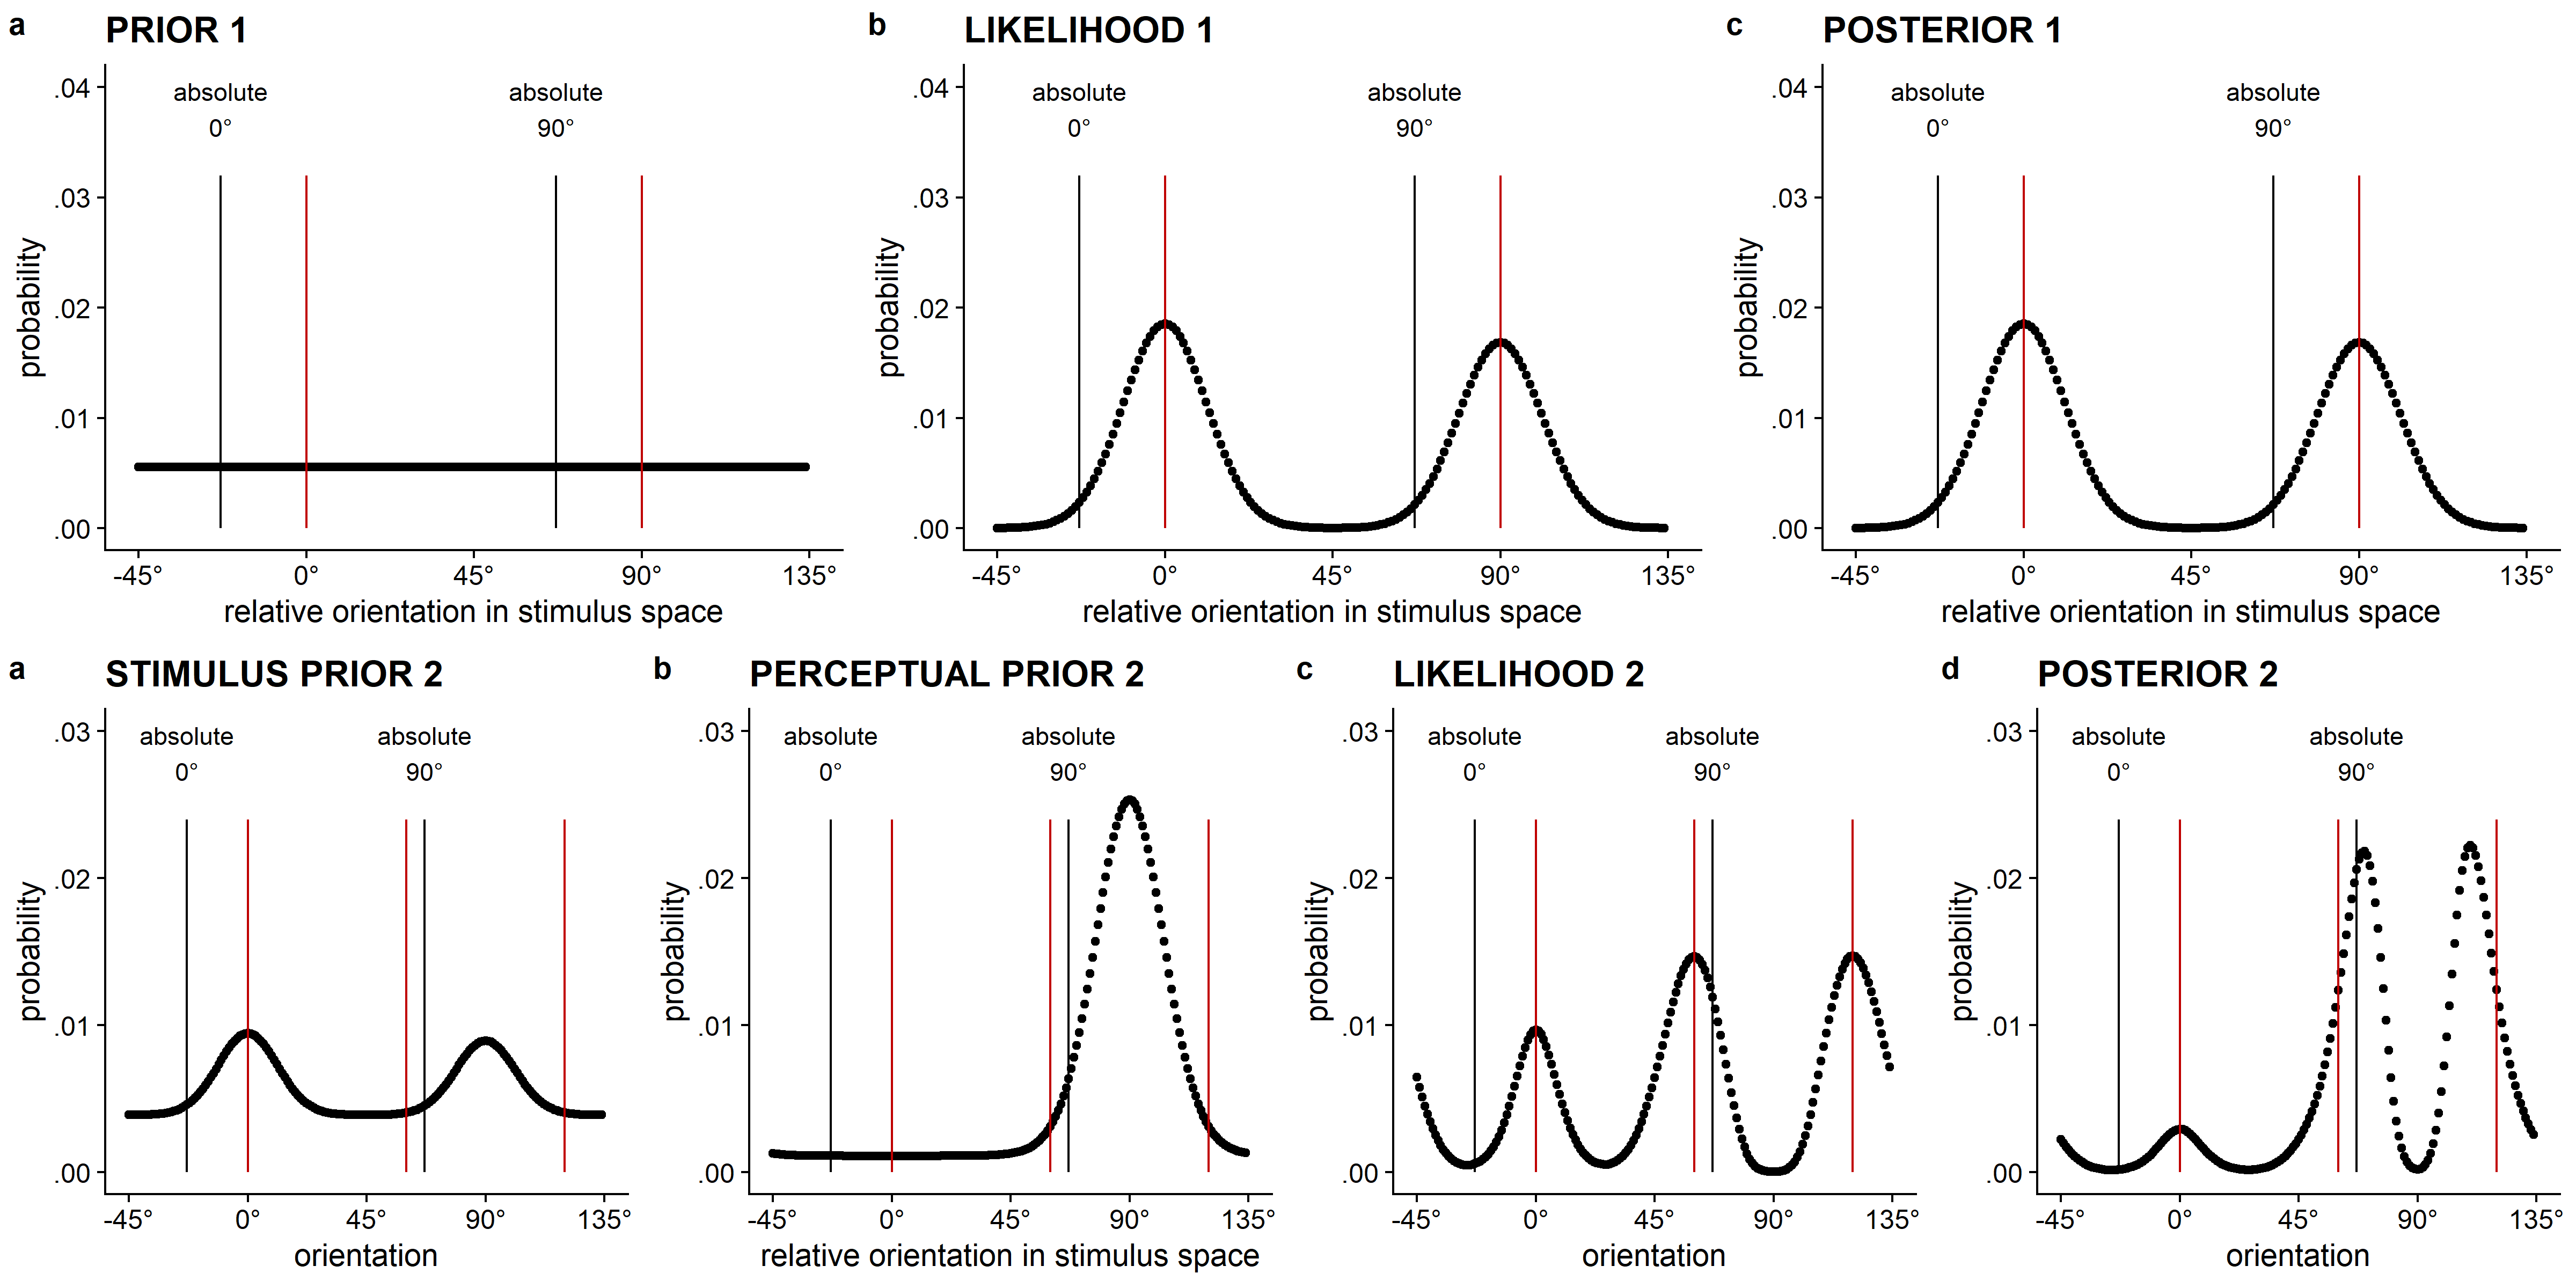 a PRIOR 1
absolute absolute
0° 90°
.04
.03
.02
.01
.00
probability
-45° 0° 45° 90° 135°
relative orientation in stimulus space
b LIKELIHOOD 1
absolute absolute
0° 90°
.04
.03
.02
.01
.00
probability
-45° 0° 45° 90° 135°
relative orientation in stimulus space
c POSTERIOR 1
absolute absolute
0° 90°
.04
.03
.02
.01
.00
probability
-45° 0° 45° 90° 135°
relative orientation in stimulus space
a STIMULUS PRIOR 2
absolute absolute
0° 90°
.03
.02
.01
.00
probability
-45° 0° 45° 90° 135°
orientation
b PERCEPTUAL PRIOR 2
absolute absolute
0° 90°
.03
.02
.01
.00
probability
-45° 0° 45° 90° 135°
relative orientation in stimulus space
c LIKELIHOOD 2
absolute absolute
0° 90°
.03
.02
.01
.00
probability
-45° 0° 45° 90° 135°
orientation
d POSTERIOR 2
absolute absolute
0° 90°
.03
.02
.01
.00
probability
-45° 0° 45° 90° 135°
orientation